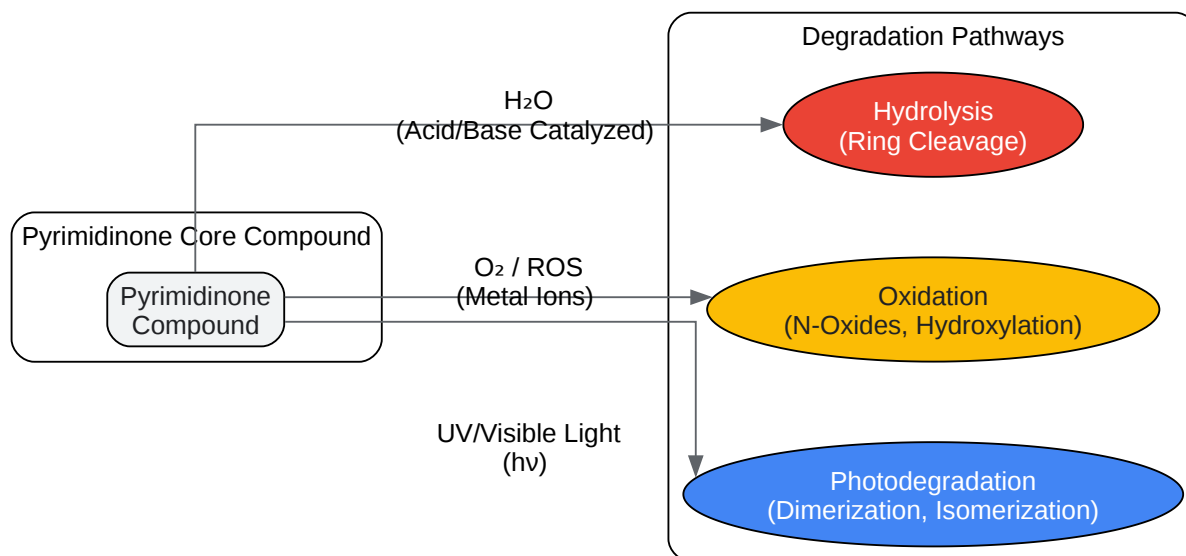 Degradation Pathways
H₂O
(Acid/Base Catalyzed)
Hydrolysis
(Ring Cleavage)
Pyrimidinone Core Compound
Pyrimidinone
Compound
O₂ / ROS
(Metal Ions)
Oxidation
(N-Oxides, Hydroxylation)
UV/Visible Light
(hν)
Photodegradation
(Dimerization, Isomerization)